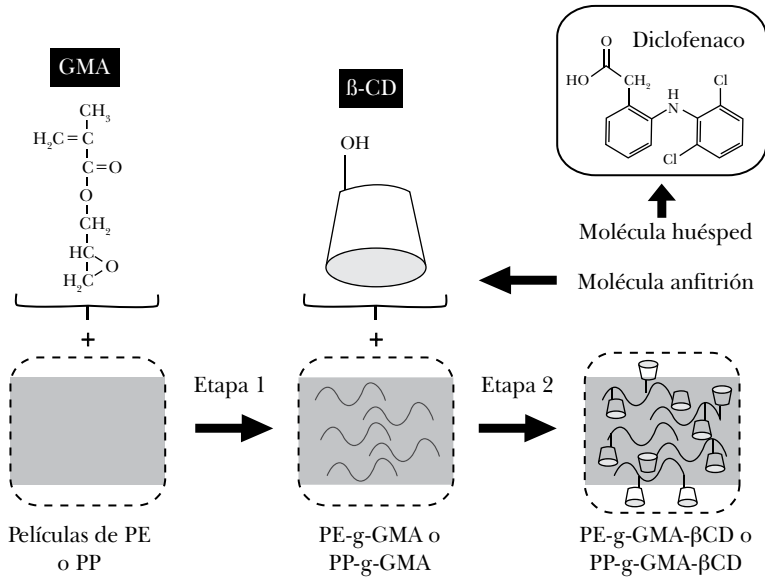 GMA
CH3
H2C=C
C=O
O
CH2
HC
O
H2C
+
Películas de PE
o PP
Etapa 1
ß-CD
OH
+
PE-g-GMA o
PP-g-GMA
Etapa 2
Diclofenaco
O
HO
CH2
H
N
Cl
Cl
Molécula huésped
Molécula anfitrión
PE-g-GMA-βCD o
PP-g-GMA-βCD